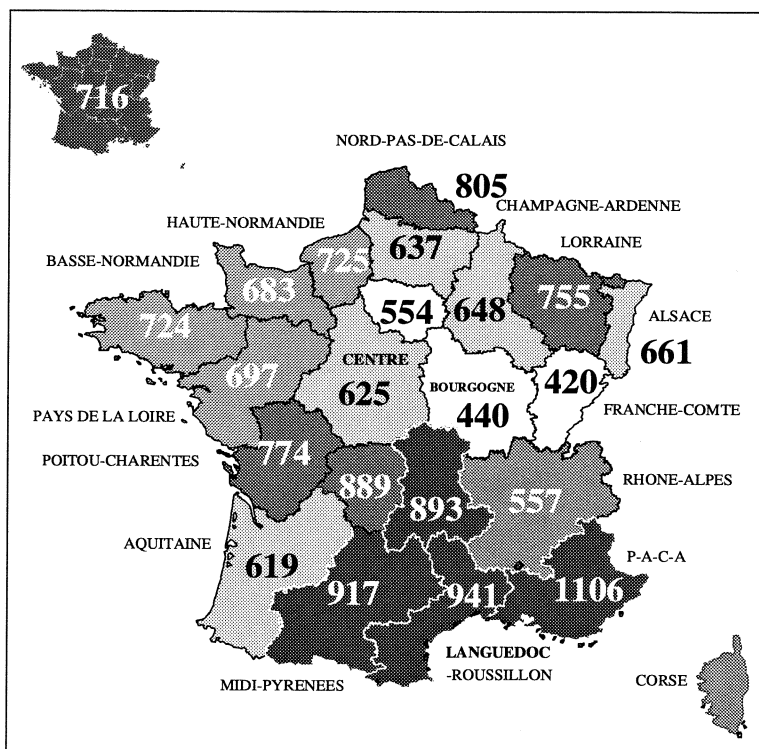 716
NORD-PAS-DE-CALAIS
805
CHAMPAGNE-ARDENNE
HAUTE-NORMANDIE
637
LORRAINE
BASSE-NORMANDIE
725
683
755
554
648
ALSACE
724
661
CENTRE
697
420
BOURGOGNE
625
440
PAYS DE LA LOIRE
FRANCHE-COMTE
774
POITOU-CHARENTES
889
RHONE-ALPES
893
557
AQUITAINE
P-A-C-A
619
917
941
1106
LANGUEDOC
-ROUSSILLON
MIDI-PYRENEES
CORSE